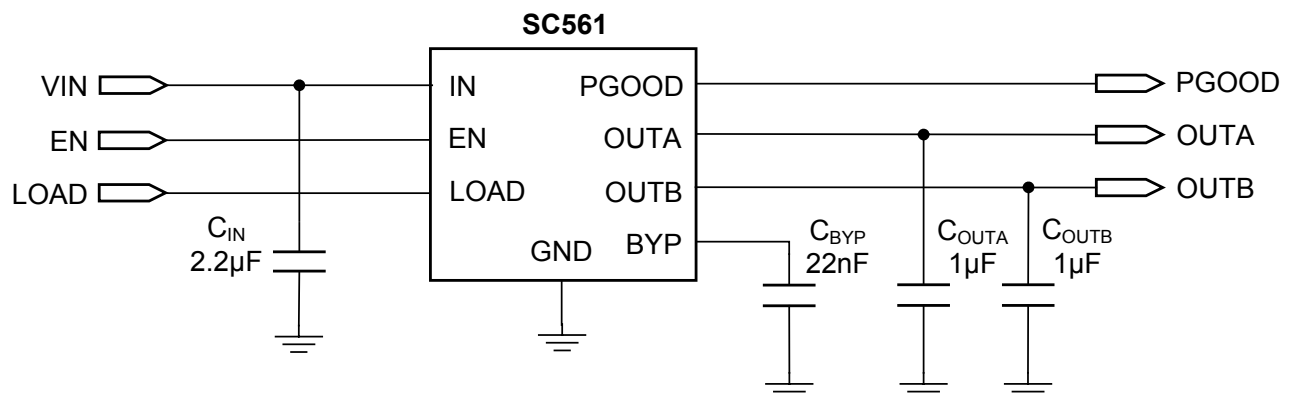 SC561
VIN
IN
PGOOD
PGOOD
EN
EN
OUTA
OUTA
LOAD
LOAD
OUTB
OUTB
CIN
2.2µF
GND
BYP
CBYP
22nF
COUTA
1µF
COUTB
1µF